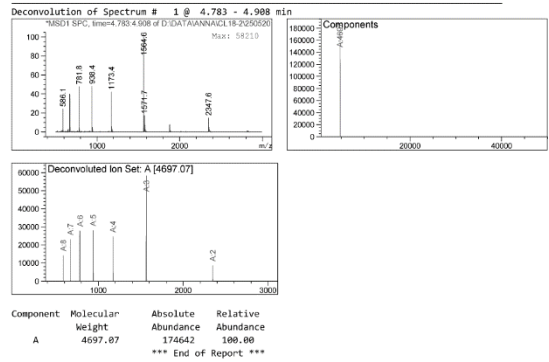 Deconvolution of Spectrum # 1 @ 4.783 - 4.908 min
*MSD1 SPC, time=4.783:4.908 of D:\DATA\ANNA\CL18-2\250520
Max: 58210
100
80
60
40
20
0
586.1
781.8
938.4
1173.4
1564.6
1571.7
2347.6
1000
2000
m/z
Components
180000
160000
140000
120000
100000
80000
60000
40000
20000
0
20000
40000
Deconvoluted Ion Set: A [4697.07]
60000
50000
40000
30000
20000
10000
0
A:8
A:7
A:6
A:5
A:4
A:3
A:2
1000
2000
3000
Component Molecular Absolute Relative
Weight Abundance Abundance
A 4697.07 174642 100.00
*** End of Report ***